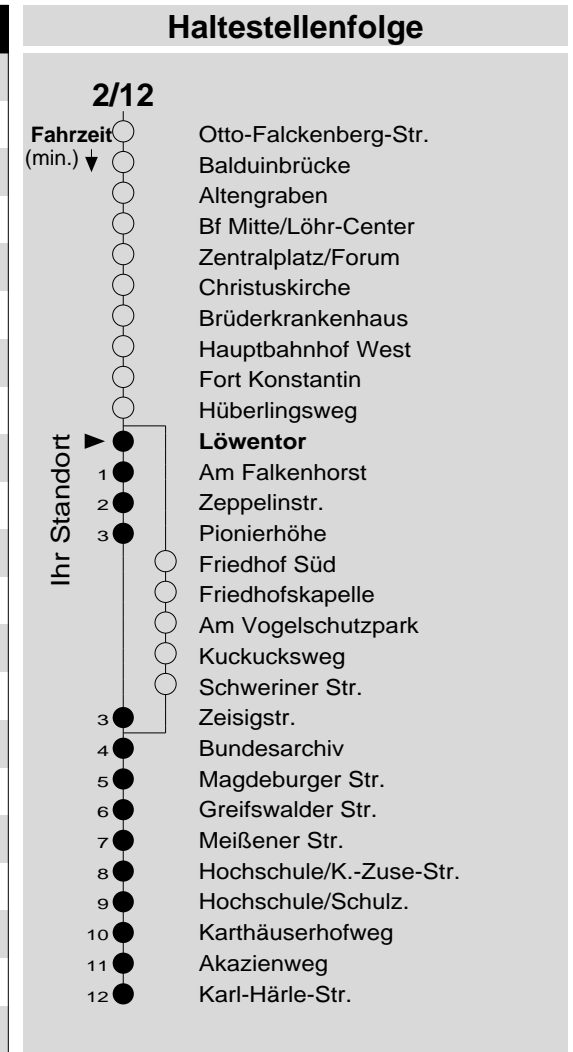 Haltestellenfolge
2/12
Fahrzeit
(min.)
Otto-Falckenberg-Str.
Balduinbrücke
Altengraben
Bf Mitte/Löhr-Center
Zentralplatz/Forum
Christuskirche
Brüderkrankenhaus
Hauptbahnhof West
Fort Konstantin
Hüberlingsweg
Ihr Standort
Löwentor
1 Am Falkenhorst
2 Zeppelinstr.
3 Pionierhöhe
Friedhof Süd
Friedhofskapelle
Am Vogelschutzpark
Kuckucksweg
Schweriner Str.
3 Zeisigstr.
4 Bundesarchiv
5 Magdeburger Str.
6 Greifswalder Str.
7 Meißener Str.
8 Hochschule/K.-Zuse-Str.
9 Hochschule/Schulz.
10 Karthäuserhofweg
11 Akazienweg
12 Karl-Härle-Str.